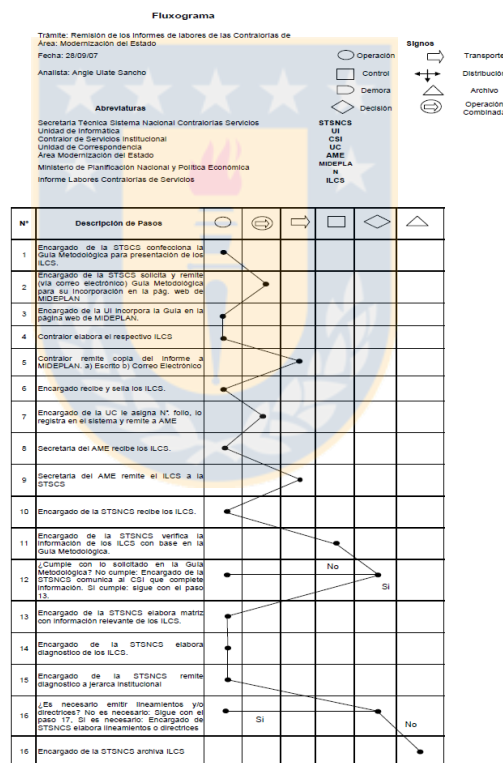 Fluxograma
Trámite: Remisión de los informes de labores de las Contralorías de
Área: Modernización del Estado
Signos
Fecha: 28/09/07
Operación
Transporte
Analista: Angie Ulate Sancho
Control
Distribución
Demora
Archivo
Abreviaturas
Decisión
Operación
Combinada
Secretaria Técnica Sistema Nacional Contralorías Servicios STSNCS
Unidad de Informática UI
Contralor de Servicios Institucional CSI
Unidad de Correspondencia UC
Área Modernización del Estado AME
Ministerio de Planificación Nacional y Política Económica MIDEPLA
N
Informe Labores Contralorías de Servicios ILCS
N° Descripción de Pasos
1 Encargado de la STSCS confecciona la
Guía Metodológica para presentación de los
ILCS.
2 Encargado de la STSCS solicita y remite
(vía correo electrónico) Guía Metodológica
para su incorporación en la pág. web de
MIDEPLAN
3 Encargado de la UI incorpora la Guía en la
página web de MIDEPLAN.
4 Contralor elabora el respectivo ILCS
5 Contralor remite copia del informe a
MIDEPLAN. a) Escrito b) Correo Electrónico
6 Encargado recibe y sella los ILCS.
7 Encargado de la UC le asigna N°. folio, lo
registra en el sistema y remite a AME
8 Secretaria del AME recibe los ILCS.
9 Secretaria del AME remite el ILCS a la
STSCS
10 Encargado de la STSNCS recibe los ILCS.
11 Encargado de la STSNCS verifica la
información de los ILCS con base en la
Guía Metodológica.
12 ¿Cumple con lo solicitado en la Guía
Metodológica? No cumple: Encargado de la
STSNCS comunica al CSI que complete
información. Si cumple: sigue con el paso
13.
No
Si
13 Encargado de la STSNCS elabora matriz
con información relevante de los ILCS.
14 Encargado de la STSNCS elabora
diagnostico de los ILCS.
15 Encargado de la STSNCS remite
diagnostico a jerarca institucional
16 ¿Es necesario emitir lineamientos y/o
directrices? No es necesario: Sigue con el
paso 17, Si es necesario: Encargado de
STSNCS elabora lineamientos o directrices
Si
No
16 Encargado de la STSNCS archiva ILCS